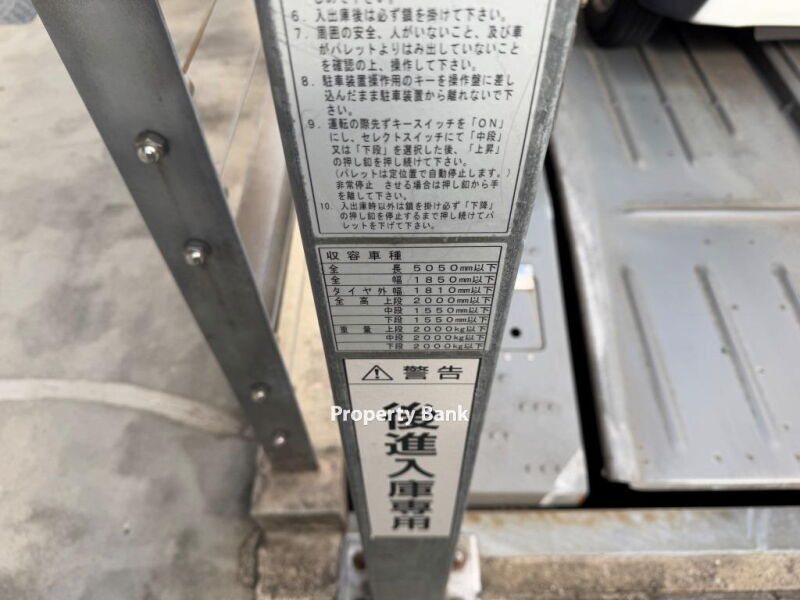 6. 入出庫後は必ず鎖を掛けて下さい。
7. 周囲の安全、人がいないこと、及び車
がパレットよりはみ出していないこと
を確認の上、操作して下さい。
8. 駐車装置操作用のキーを操作盤に差し
込んだまま駐車装置から離れないで下
さい。
9. 運転の際先ずキースイッチを「ON」
にし、セレクトスイッチにて「中段」
又は「下段」を選択した後、「上昇」
の押し釦を押し続けて下さい。
(パレットは定位置で自動停止します。)
非常停止 させる場合は押し釦から手
を離して下さい。
10. 入出庫時以外は鎖を掛け必ず「下降」
の押し釦を停止するまで押し続けてパ
レットを下げて下さい。
収容車種
全長 5050mm以下
全幅 1850mm以下
タイヤ外幅 1810mm以下
全高 上段 2000mm以下
中段 1550mm以下
下段 1550mm以下
重量 上段 2000kg以下
中段 2000kg以下
下段 2000kg以下
警告
後進入庫専用
Property Bank